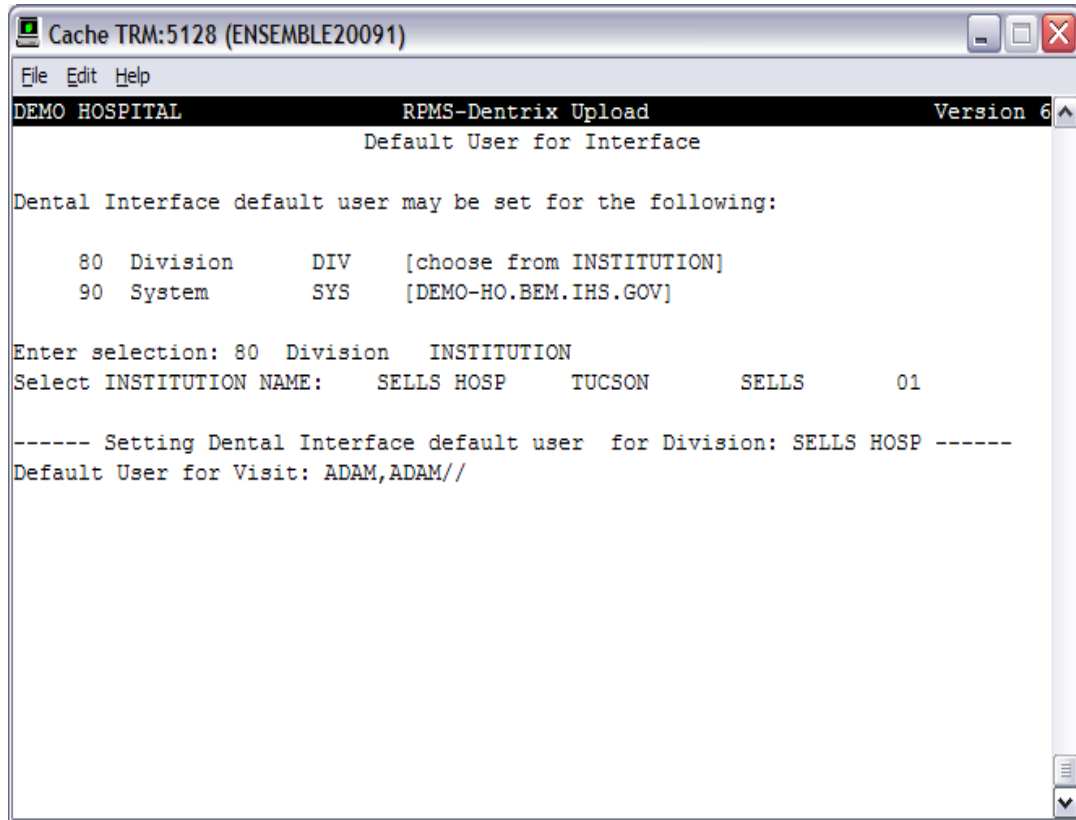 Cache TRM:5128 (ENSEMBLE20091)
File Edit Help
DEMO HOSPITAL RPMS-Dentrix Upload Version 6
Default User for Interface
Dental Interface default user may be set for the following:
80 Division DIV [choose from INSTITUTION]
90 System SYS [DEMO-HO.BEM.IHS.GOV]
Enter selection: 80 Division INSTITUTION
Select INSTITUTION NAME: SELLS HOSP TUCSON SELLS 01
------ Setting Dental Interface default user for Division: SELLS HOSP ------
Default User for Visit: ADAM,ADAM//